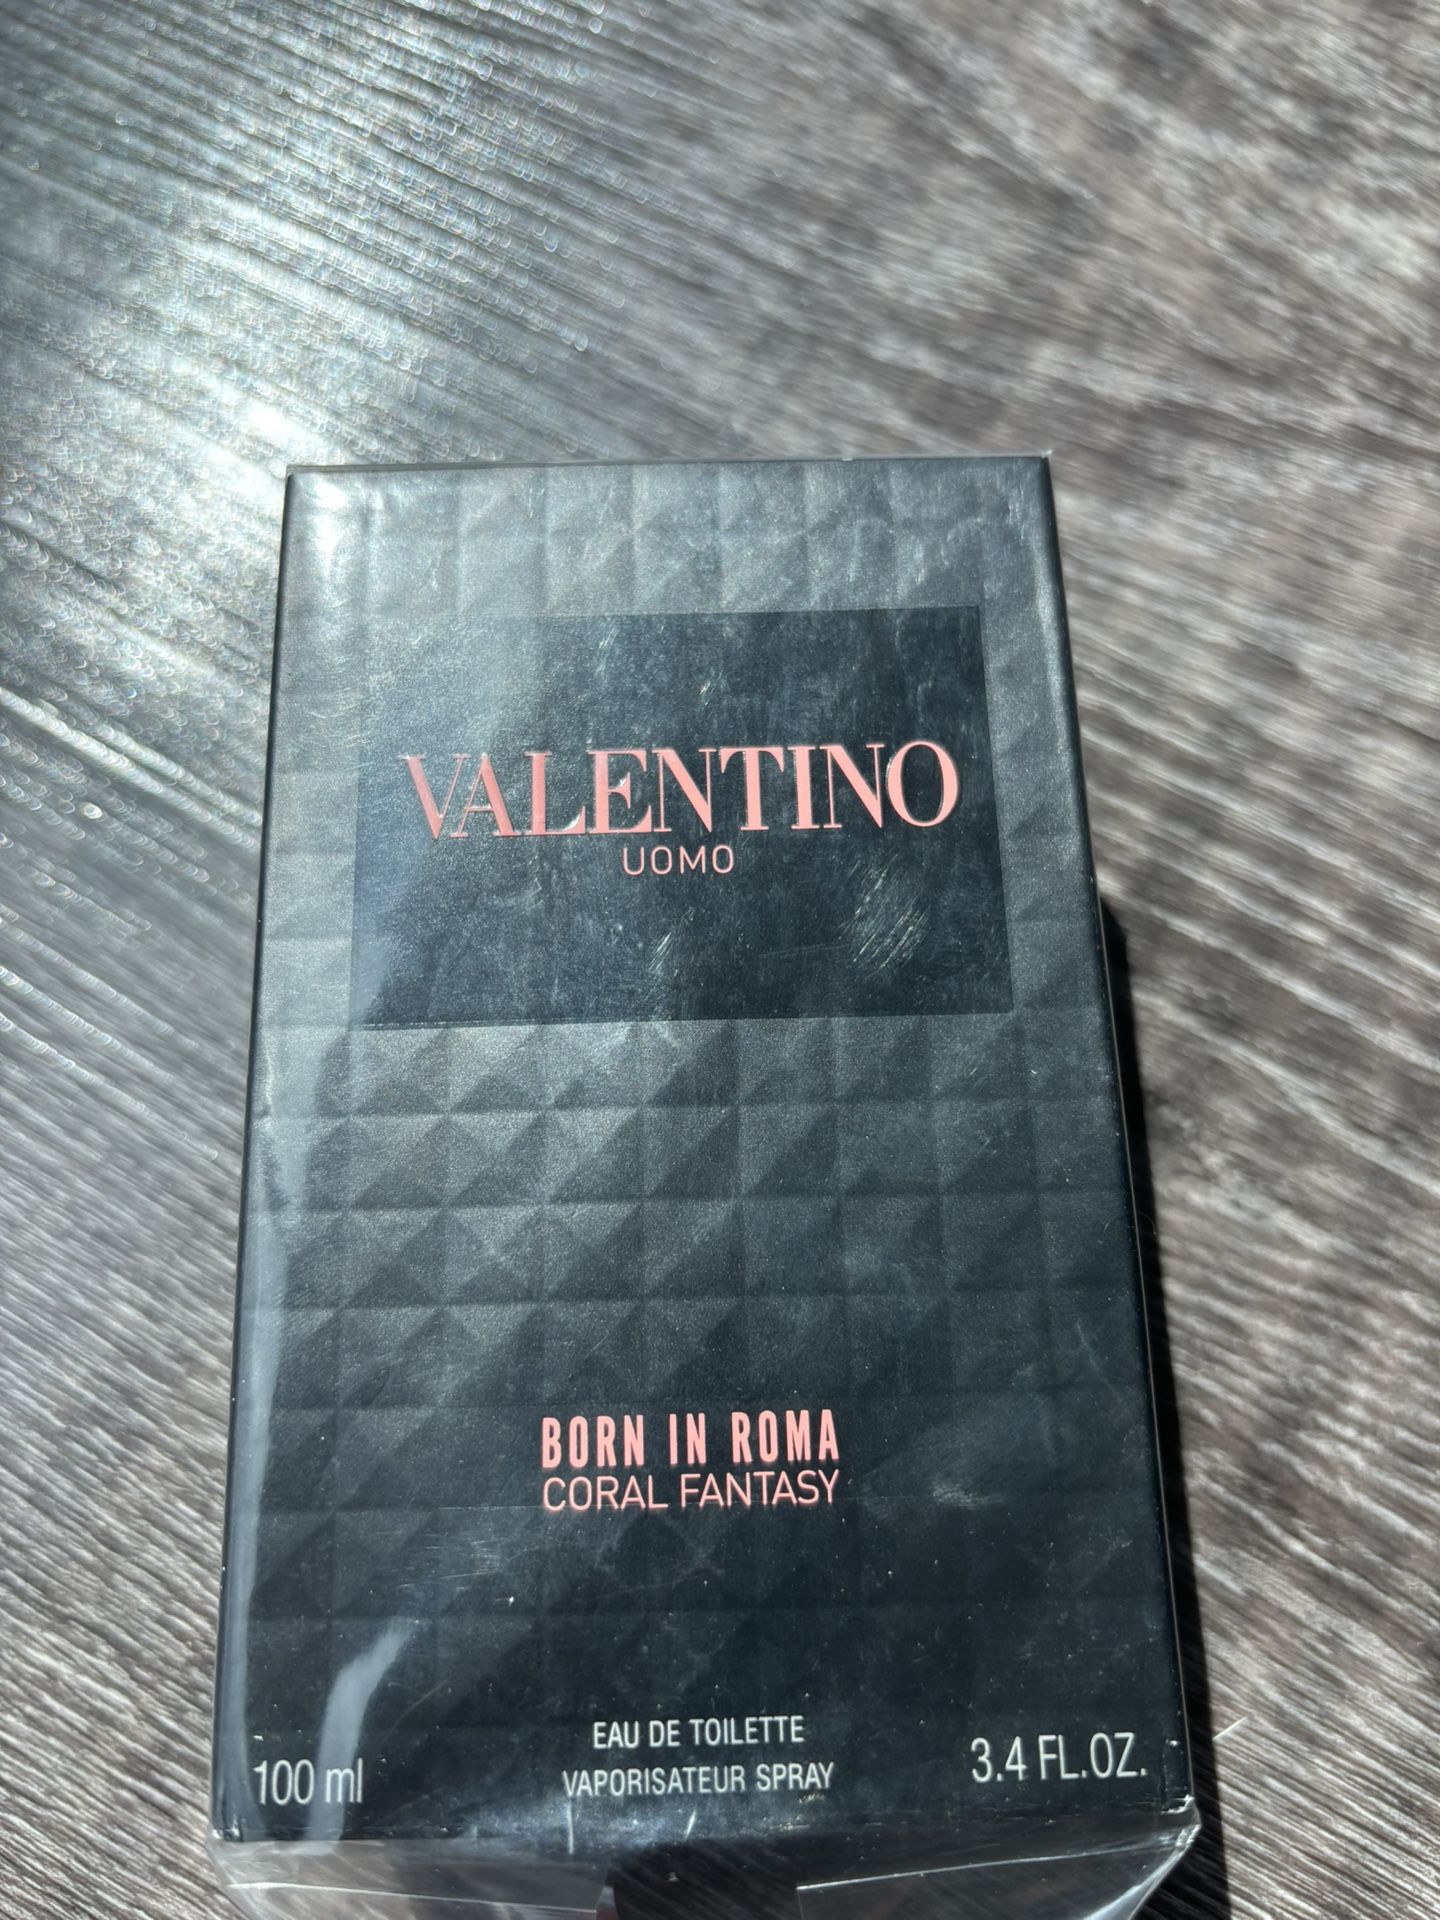 VALENTINO
UOMO
BORN IN ROMA
CORAL FANTASY
EAU DE TOILETTE
100 ml VAPORISATEUR SPRAY 3.4 FL.OZ.